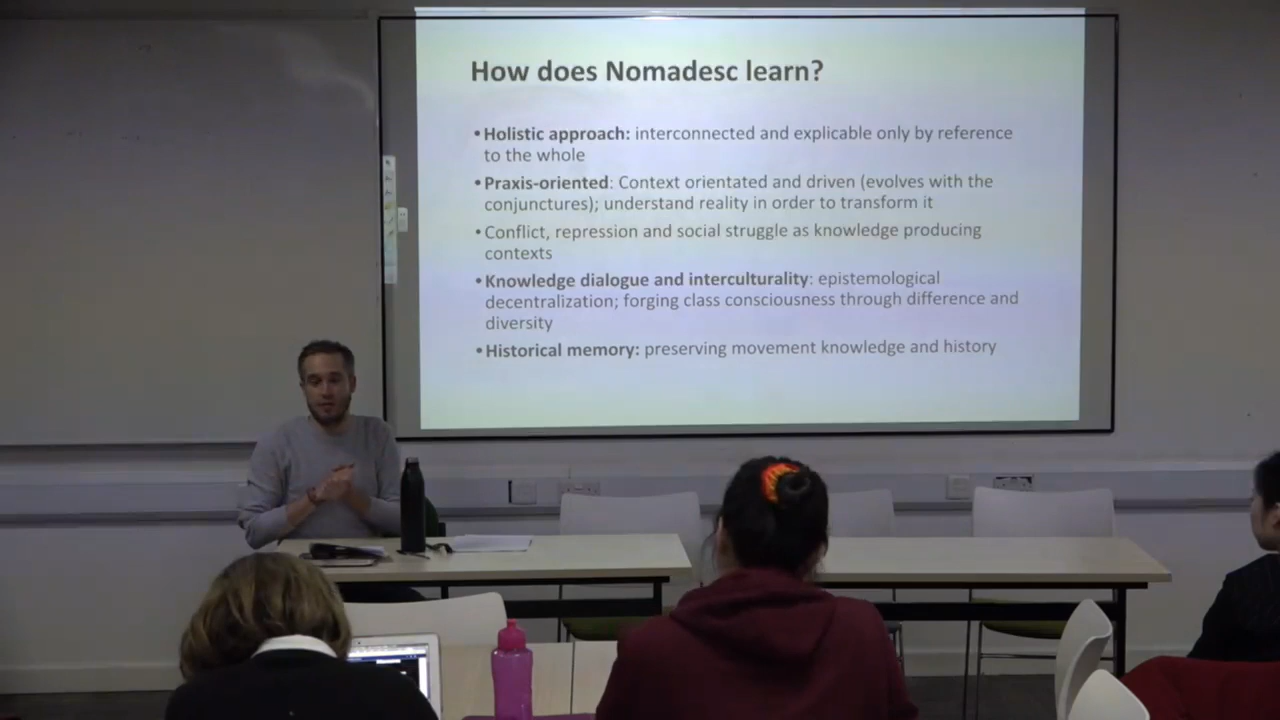 How does Nomadesc learn?
•Holistic approach: interconnected and explicable only by reference
to the whole
•Praxis-oriented: Context orientated and driven (evolves with the
conjunctures); understand reality in order to transform it
•Conflict, repression and social struggle as knowledge producing
contexts
•Knowledge dialogue and interculturality: epistemological
decentralization; forging class consciousness through difference and
diversity
•Historical memory: preserving movement knowledge and history